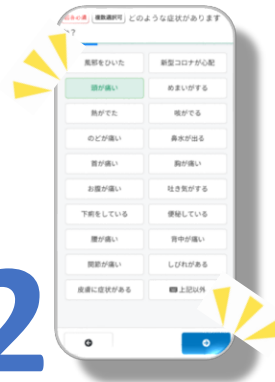 複数選択可 どのような症状があります
か？
風邪をひいた 新型コロナが心配
頭が痛い めまいがする
熱がでた 咳がでる
のどが痛い 鼻水が出る
首が痛い 胸が痛い
お腹が痛い 吐き気がする
下痢をしている 便秘している
腰が痛い 背中が痛い
関節が痛い しびれがある
皮膚に症状がある 上記以外
2